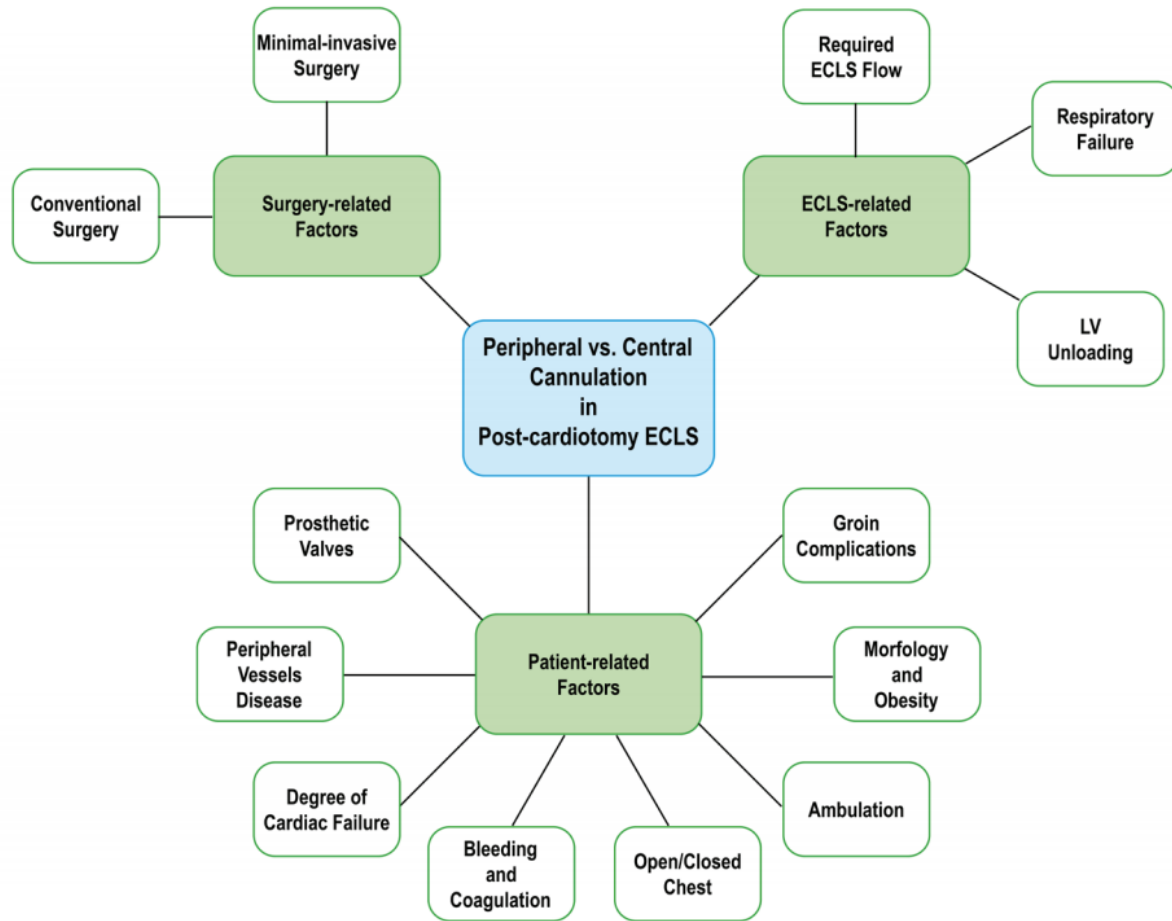 Minimal-invasive
Surgery
Required
ECLS Flow
Respiratory
Failure
Conventional
Surgery
Surgery-related
Factors
ECLS-related
Factors
LV
Unloading
Peripheral vs. Central
Cannulation
in
Post-cardiotomy ECLS
Prosthetic
Valves
Groin
Complications
Peripheral
Vessels
Disease
Patient-related
Factors
Morfology
and
Obesity
Degree of
Cardiac Failure
Ambulation
Bleeding
and
Coagulation
Open/Closed
Chest